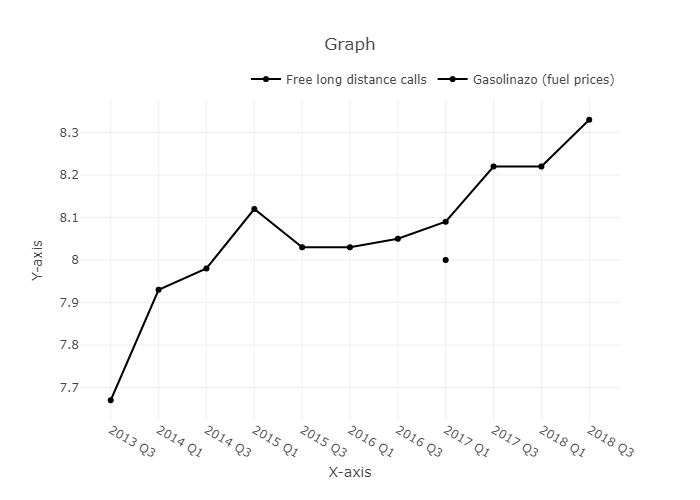 Graph
Free long distance calls
Gasolinazo (fuel prices)
Y-axis
8.3
8.2
8.1
8
7.9
7.8
7.7
2013 Q3
2014 Q1
2014 Q3
2015 Q1
2015 Q3
2016 Q1
2016 Q3
2017 Q1
2017 Q3
2018 Q1
2018 Q3
X-axis